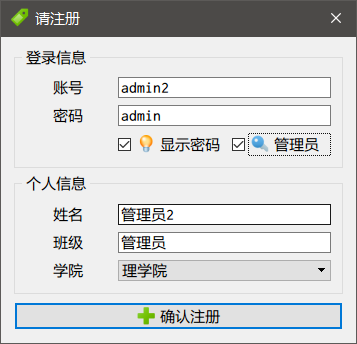 请注册
登录信息
账号 admin2
密码 admin
显示密码 管理员
个人信息
姓名 管理员2
班级 管理员
学院 理学院
确认注册